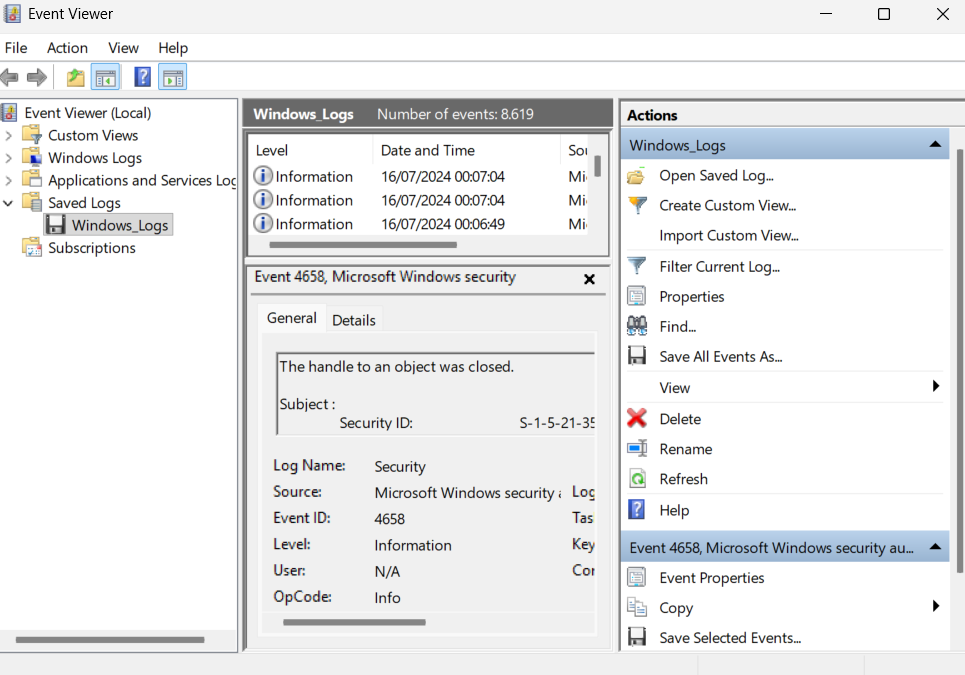 Event Viewer
File Action View Help
Event Viewer (Local)
Custom Views
Windows Logs
Applications and Services Log
Saved Logs
Windows_Logs
Subscriptions
Windows_Logs Number of events: 8.619
Level Date and Time Sou
Information 16/07/2024 00:07:04 Mi
Information 16/07/2024 00:07:04 Mi
Information 16/07/2024 00:06:49 Mi
Event 4658, Microsoft Windows security
General Details
The handle to an object was closed.
Subject :
Security ID: S-1-5-21-35
Log Name: Security
Source: Microsoft Windows security Log
Event ID: 4658 Tas
Level: Information Key
User: N/A Cor
OpCode: Info
Actions
Windows_Logs
Open Saved Log...
Create Custom View...
Import Custom View...
Filter Current Log...
Properties
Find...
Save All Events As...
View
Delete
Rename
Refresh
Help
Event 4658, Microsoft Windows security au...
Event Properties
Copy
Save Selected Events...